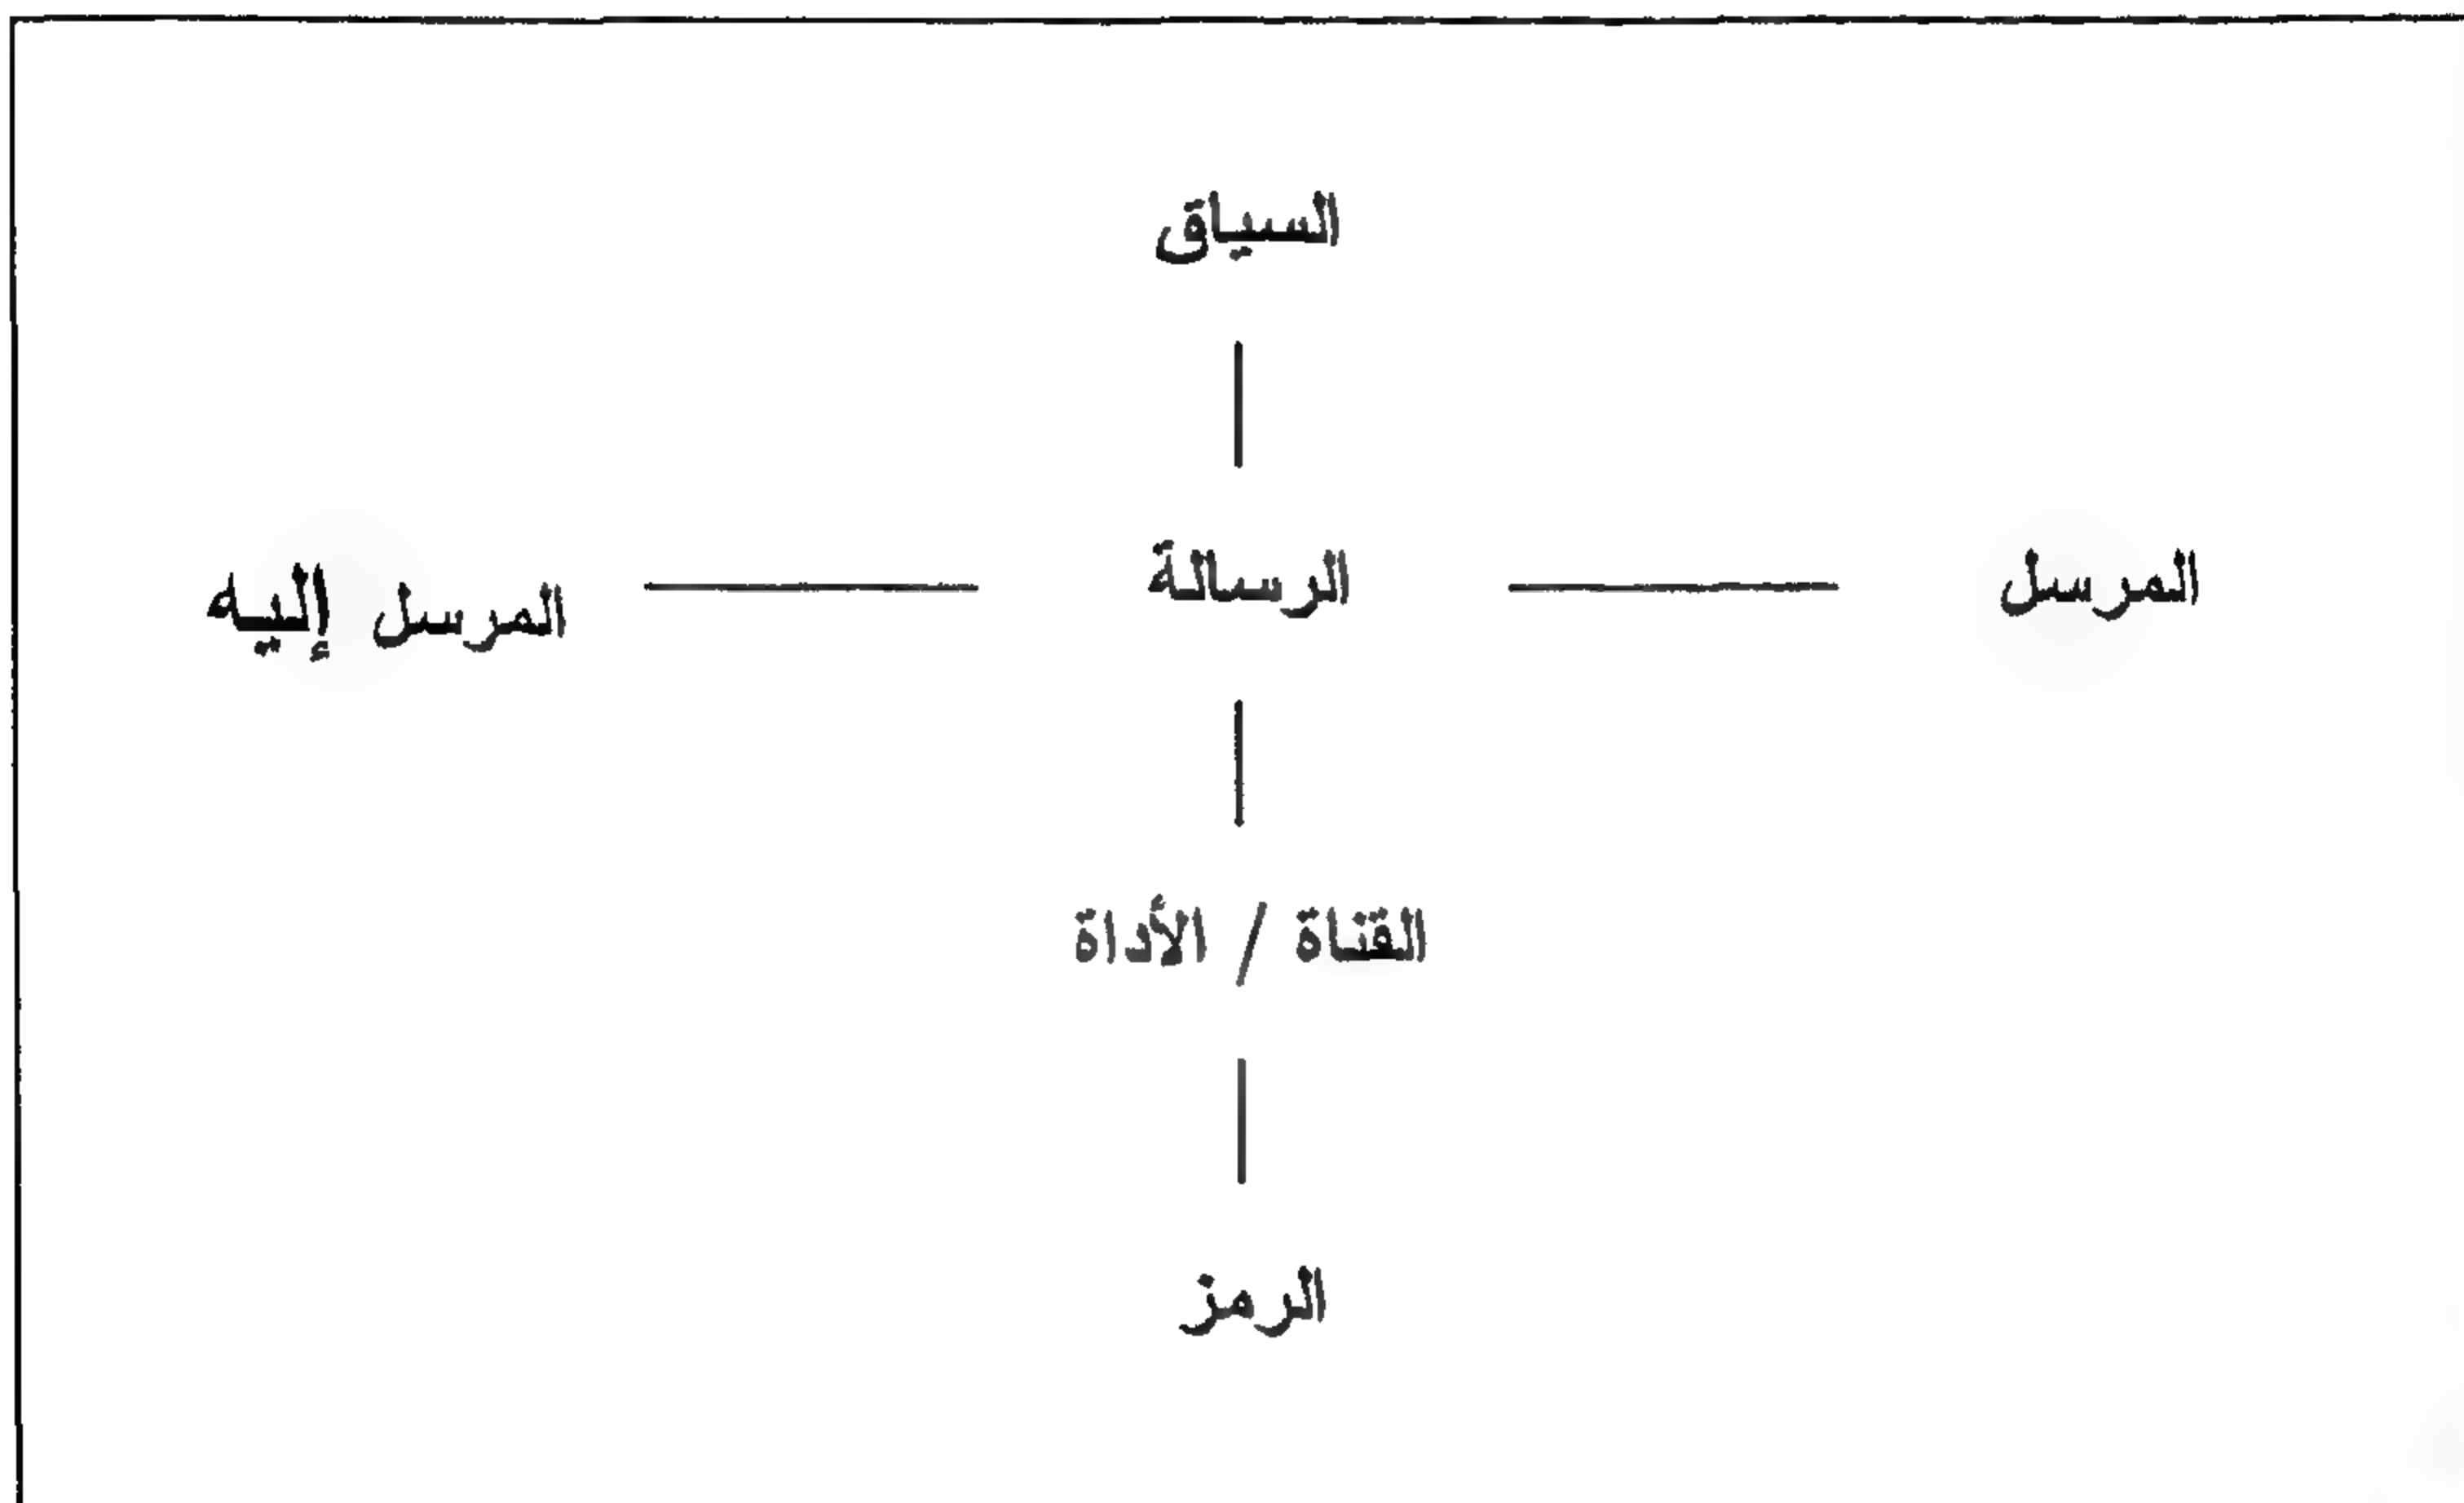 السياق
المرسل الرسالة المرسل إليه
القناة / الأداة
الرمز